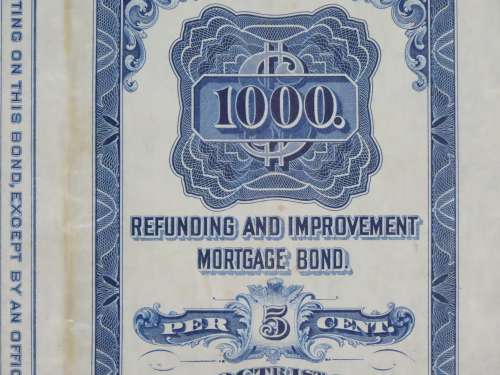 TING ON THIS BOND, EXCEPT BY AN OFFIC
$
1000.
REFUNDING AND IMPROVEMENT
MORTGAGE BOND.
PER 5 CENT.